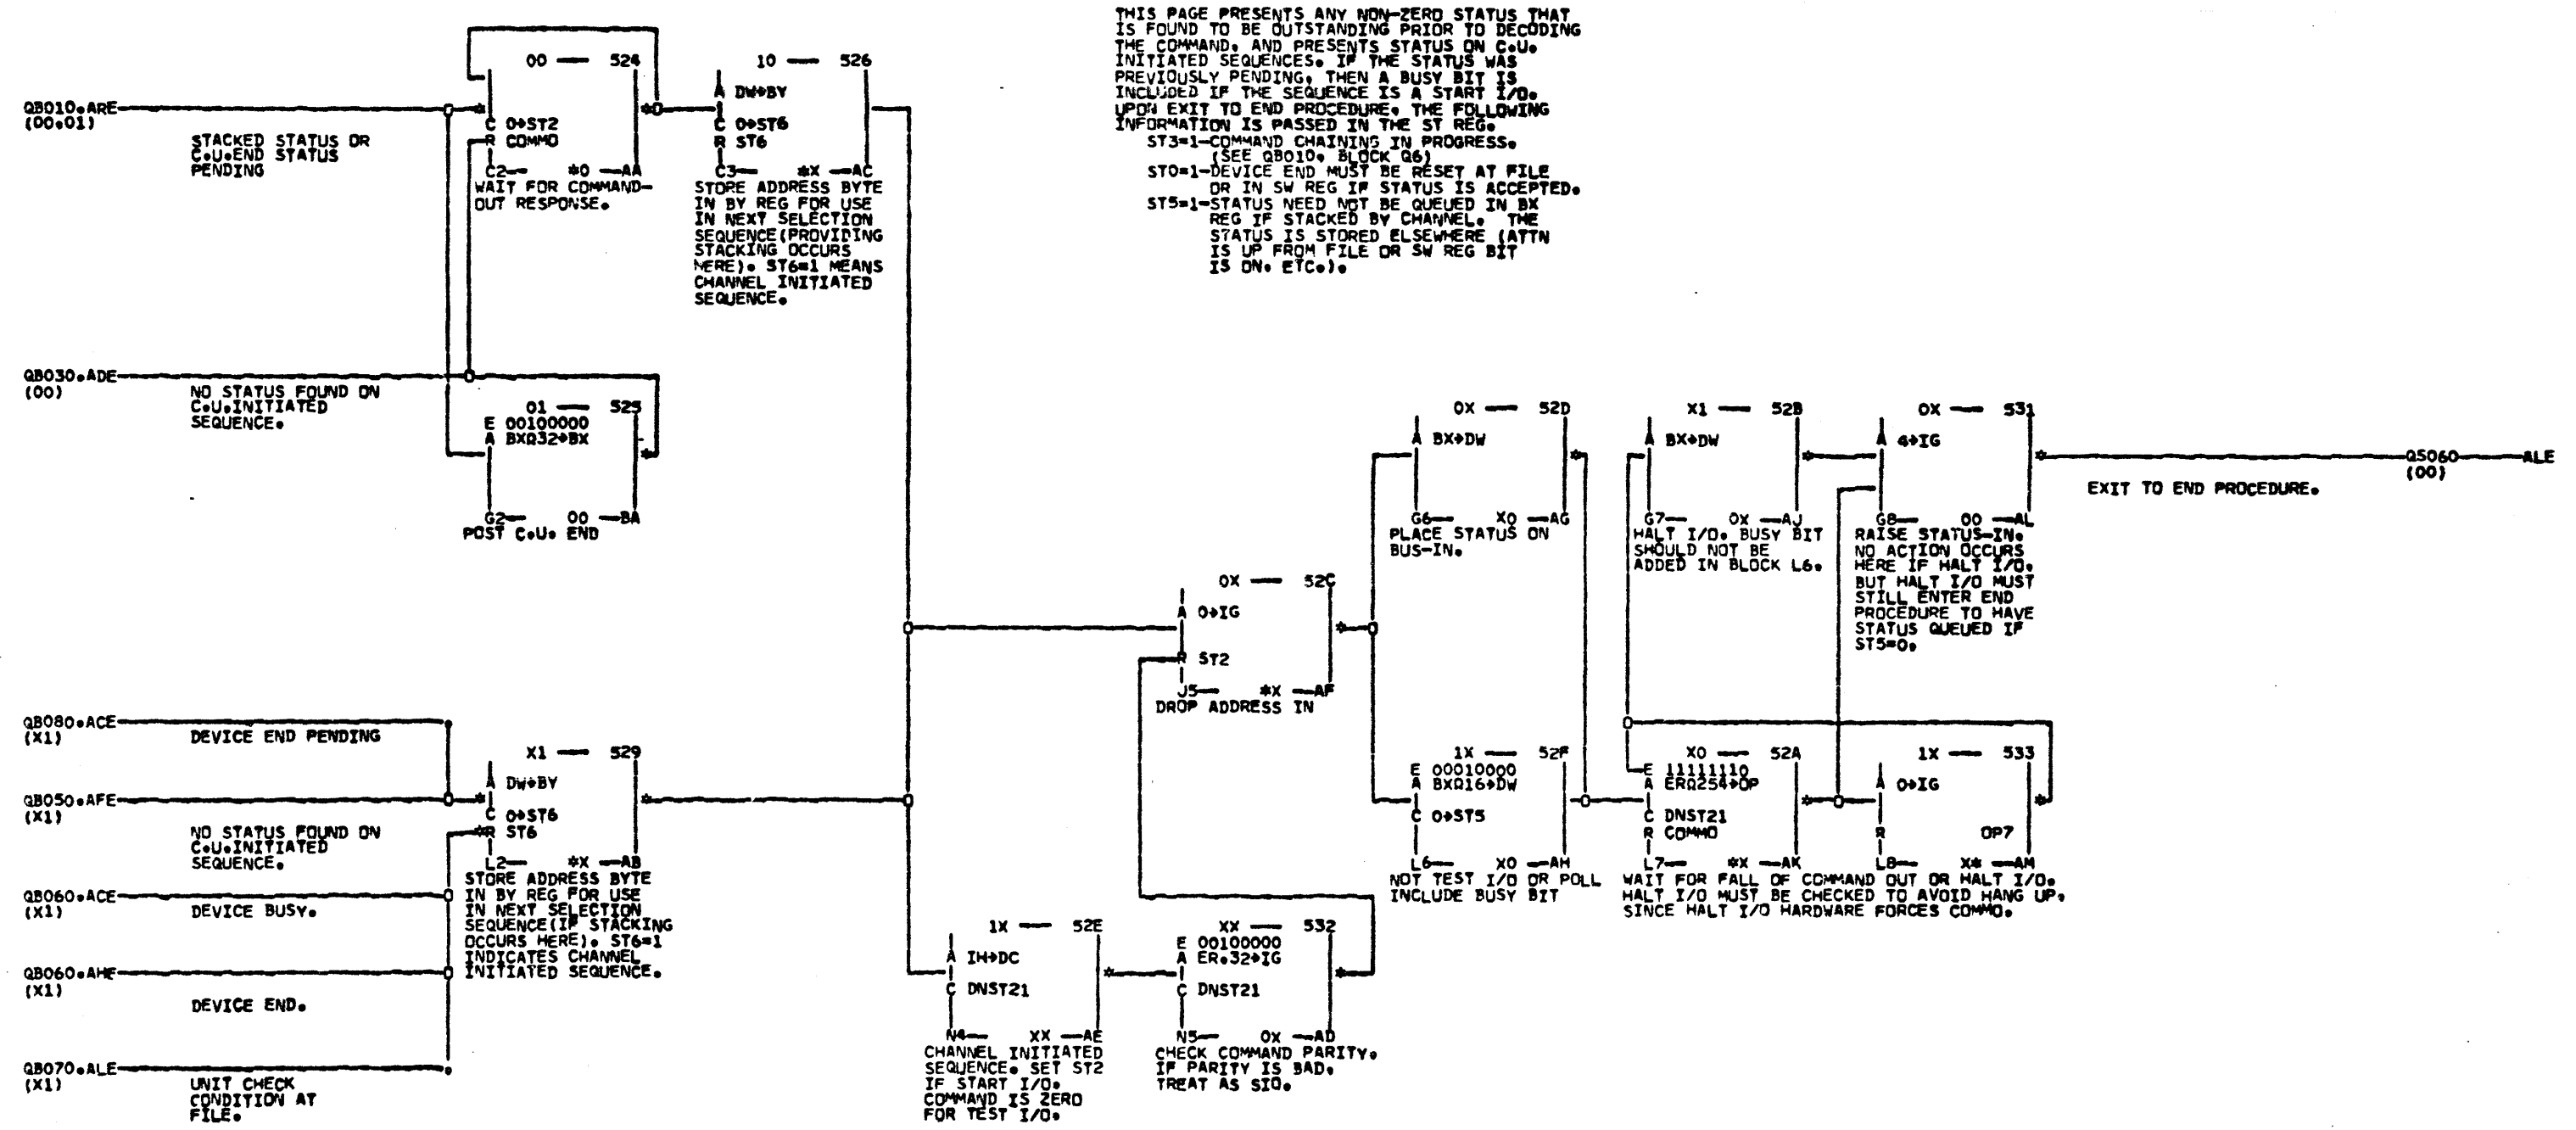 THIS PAGE PRESENTS ANY NON-ZERO STATUS THAT
IS FOUND TO BE OUTSTANDING PRIOR TO DECODING
THE COMMAND. AND PRESENTS STATUS ON C.U.
INITIATED SEQUENCES. IF THE STATUS WAS
PREVIOUSLY PENDING. THEN A BUSY BIT IS
INCLUDED IF THE SEQUENCE IS A START I/O.
UPON EXIT TO END PROCEDURE. THE FOLLOWING
INFORMATION IS PASSED IN THE ST REG.
ST3=1-COMMAND CHAINING IN PROGRESS.
(SEE QB010. BLOCK Q6)
ST0=1-DEVICE END MUST BE RESET AT FILE
OR IN SW REG IF STATUS IS ACCEPTED.
ST5=1-STATUS NEED NOT BE QUEUED IN BX
REG IF STACKED BY CHANNEL. THE
STATUS IS STORED ELSEWHERE (ATTN
IS UP FROM FILE OR SW REG BIT
IS ON. ETC.).
QB010.ARE
(00.01)
STACKED STATUS OR
C.U.END STATUS
PENDING
00 — 524
C 0→ST2
R COMMO
C2— *0 —AA
WAIT FOR COMMAND-
OUT RESPONSE.
10 — 526
A DW→BY
C 0→ST6
R ST6
C3— *X —AC
STORE ADDRESS BYTE
IN BY REG FOR USE
IN NEXT SELECTION
SEQUENCE(PROVIDING
STACKING OCCURS
HERE). ST6=1 MEANS
CHANNEL INITIATED
SEQUENCE.
QB030.ADE
(00)
NO STATUS FOUND ON
C.U.INITIATED
SEQUENCE.
01 — 525
E 00100000
A BXΩ32→BX
G2— 00 —BA
POST C.U. END
0X — 52D
A BX→DW
G6— X0 —AG
PLACE STATUS ON
BUS-IN.
X1 — 52B
A BX→DW
G7— 0X —AJ
HALT I/O. BUSY BIT
SHOULD NOT BE
ADDED IN BLOCK L6.
0X — 531
A 4→IG
G8— 00 —AL
RAISE STATUS-IN.
NO ACTION OCCURS
HERE IF HALT I/O.
BUT HALT I/O MUST
STILL ENTER END
PROCEDURE TO HAVE
STATUS QUEUED IF
ST5=0.
QS060 —ALE
(00)
EXIT TO END PROCEDURE.
0X — 52C
A 0→IG
R ST2
J5— *X —AF
DROP ADDRESS IN
QB080.ACE
(X1)
DEVICE END PENDING
QB050.AFE
(X1)
NO STATUS FOUND ON
C.U.INITIATED
SEQUENCE.
QB060.ACE
(X1)
DEVICE BUSY.
QB060.AHE
(X1)
DEVICE END.
QB070.ALE
(X1)
UNIT CHECK
CONDITION AT
FILE.
X1 — 529
A DW→BY
C 0→ST6
R ST6
L2— *X —AB
STORE ADDRESS BYTE
IN BY REG FOR USE
IN NEXT SELECTION
SEQUENCE(IF STACKING
OCCURS HERE). ST6=1
INDICATES CHANNEL
INITIATED SEQUENCE.
1X — 52F
E 00010000
A BXΩ16→DW
C 0→ST5
L6— X0 —AH
NOT TEST I/O OR POLL
INCLUDE BUSY BIT
X0 — 52A
E 11111110
A ERΩ254→OP
C DNST21
R COMMO
L7— *X —AK
WAIT FOR FALL OF COMMAND OUT OR HALT I/O.
HALT I/O MUST BE CHECKED TO AVOID HANG UP.
SINCE HALT I/O HARDWARE FORCES COMMO.
1X — 533
A 0→IG
R OP7
L8— X* —AM
1X — 52E
A IH→DC
C DNST21
N4— XX —AE
CHANNEL INITIATED
SEQUENCE. SET ST2
IF START I/O.
COMMAND IS ZERO
FOR TEST I/O.
XX — 532
E 00100000
A ER.32→IG
C DNST21
N5— 0X —AD
CHECK COMMAND PARITY.
IF PARITY IS BAD.
TREAT AS SIO.